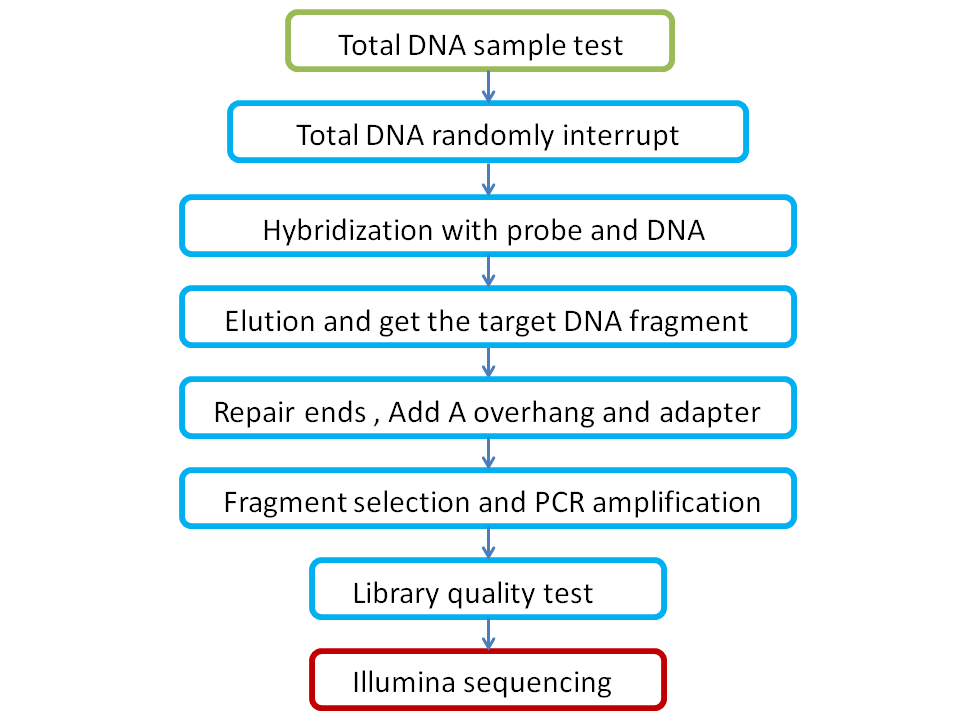 Total DNA sample test
Total DNA randomly interrupt
Hybridization with probe and DNA
Elution and get the target DNA fragment
Repair ends , Add A overhang and adapter
Fragment selection and PCR amplification
Library quality test
Illumina sequencing